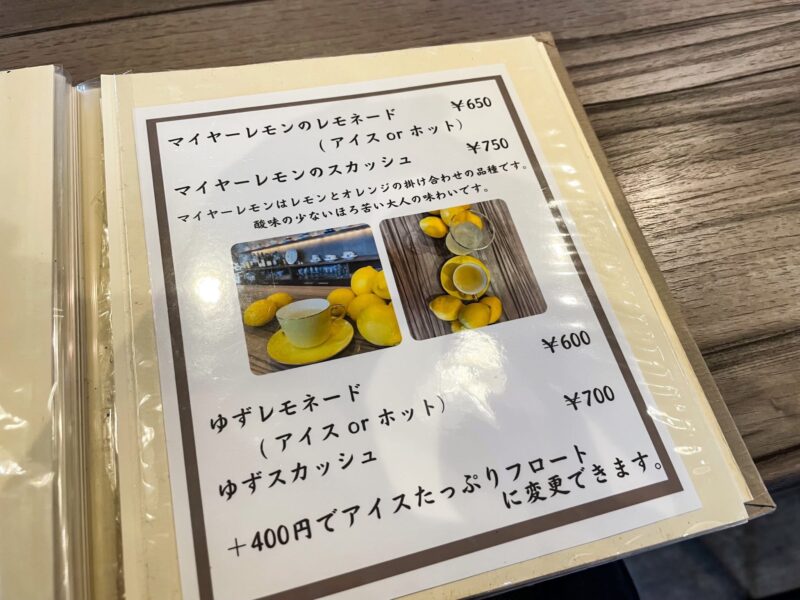 マイヤーレモンのレモネード ¥650
(アイス or ホット)
マイヤーレモンのスカッシュ ¥750
マイヤーレモンはレモンとオレンジの掛け合わせの品種です。
酸味の少ないほろ苦い大人の味わいです。
ゆずレモネード ¥600
(アイス or ホット)
ゆずスカッシュ ¥700
+400円でアイスたっぷりフロート
に変更できます。